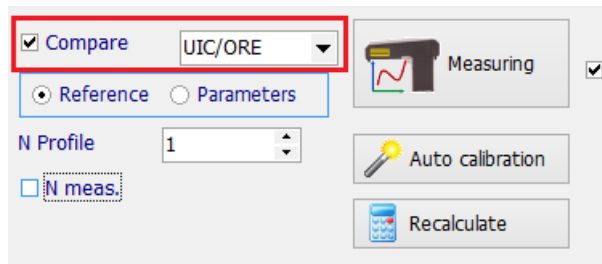 Compare UIC/ORE
Reference Parameters
N Profile 1
N meas.
Measuring
Auto calibration
Recalculate